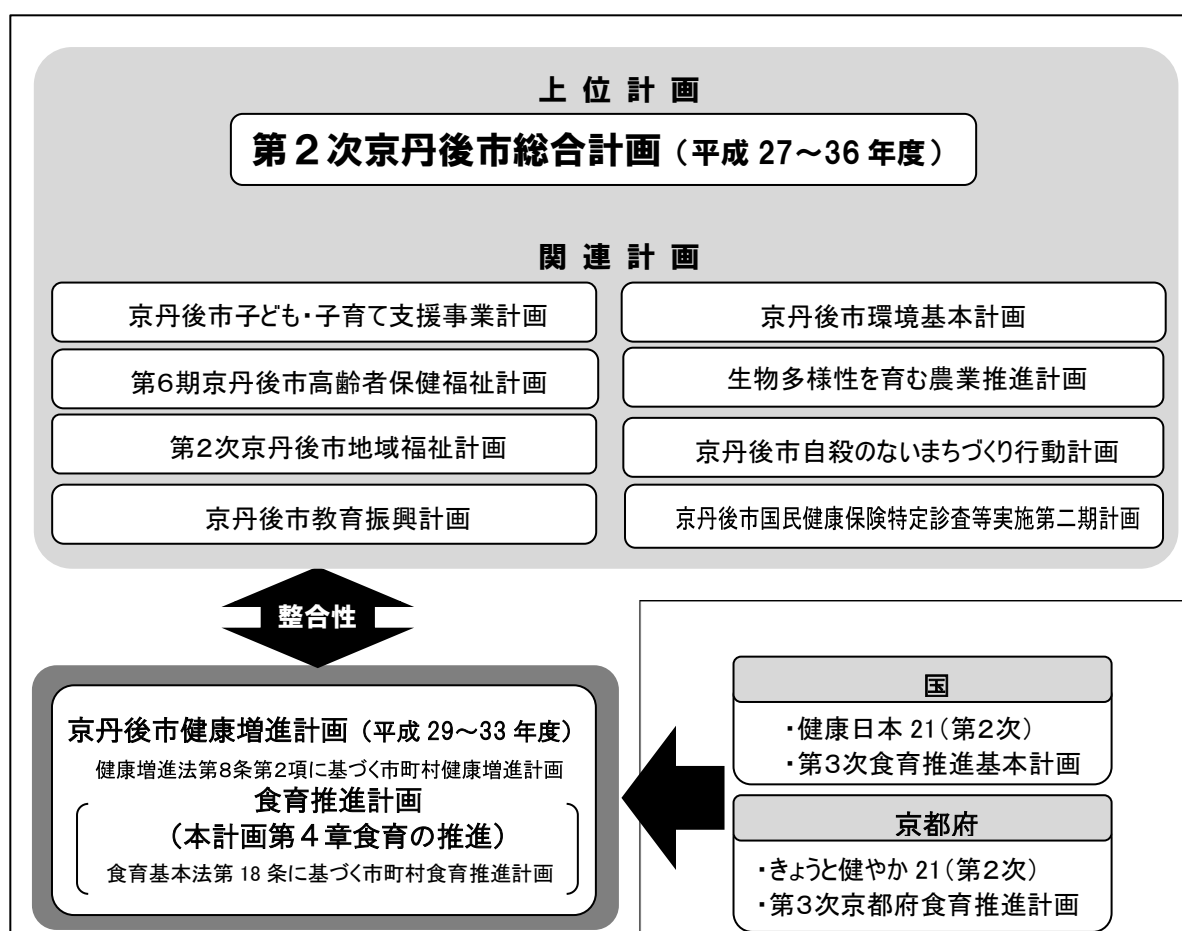 上位計画
第２次京丹後市総合計画（平成 27～36 年度）
関連計画
京丹後市子ども・子育て支援事業計画
第６期京丹後市高齢者保健福祉計画
第２次京丹後市地域福祉計画
京丹後市教育振興計画
京丹後市環境基本計画
生物多様性を育む農業推進計画
京丹後市自殺のないまちづくり行動計画
京丹後市国民健康保険特定診査等実施第二期計画
整合性
京丹後市健康増進計画（平成 29～33 年度）
健康増進法第８条第２項に基づく市町村健康増進計画
食育推進計画
（本計画第４章食育の推進）
食育基本法第 18 条に基づく市町村食育推進計画
国
・健康日本 21（第２次）
・第３次食育推進基本計画
京都府
・きょうと健やか 21（第２次）
・第３次京都府食育推進計画